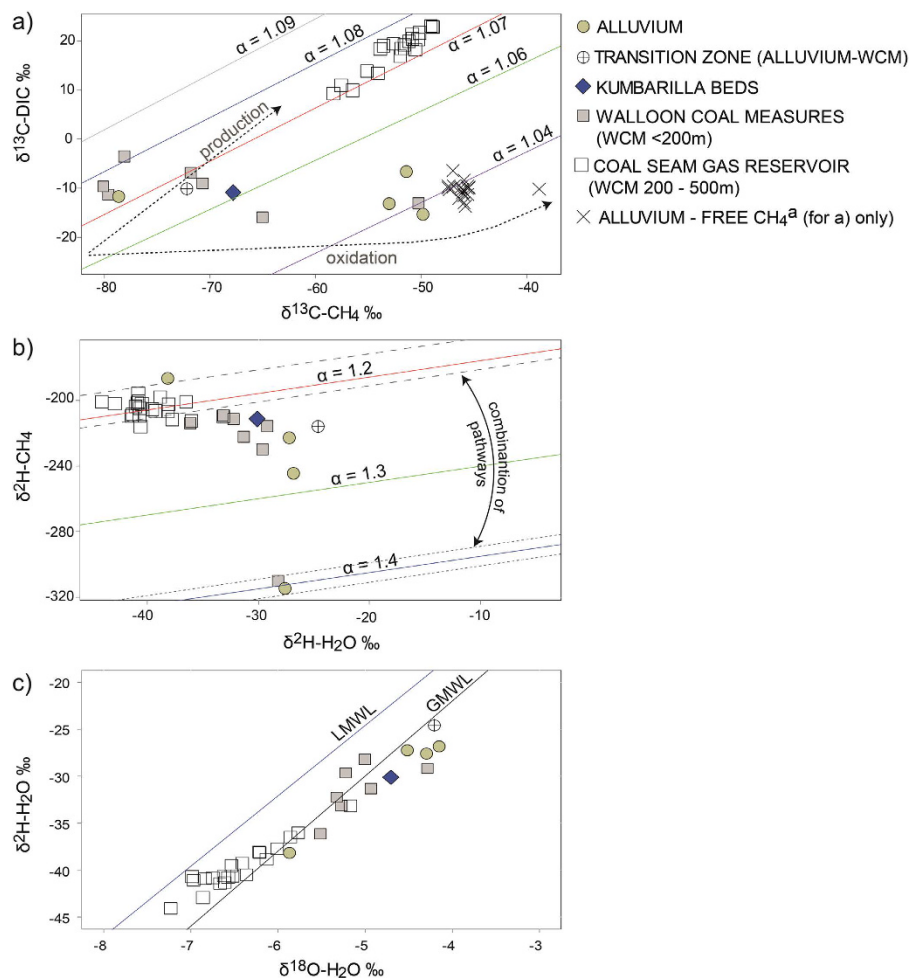 a)
δ13C-DIC ‰
20
10
0
-10
-20
α = 1.09
α = 1.08
α = 1.07
α = 1.06
α = 1.04
production
oxidation
-80
-70
-60
-50
-40
δ13C-CH4 ‰
ALLUVIUM
TRANSITION ZONE (ALLUVIUM-WCM)
KUMBARILLA BEDS
WALLOON COAL MEASURES
(WCM <200m)
COAL SEAM GAS RESERVOIR
(WCM 200 - 500m)
ALLUVIUM - FREE CH4a (for a) only)
b)
δ2H-CH4 ‰
-200
-240
-280
-320
α = 1.2
α = 1.3
α = 1.4
combinantion of
pathways
-40
-30
-20
-10
δ2H-H2O ‰
c)
δ2H-H2O ‰
-20
-25
-30
-35
-40
-45
LMWL
GMWL
-8
-7
-6
-5
-4
-3
δ18O-H2O ‰